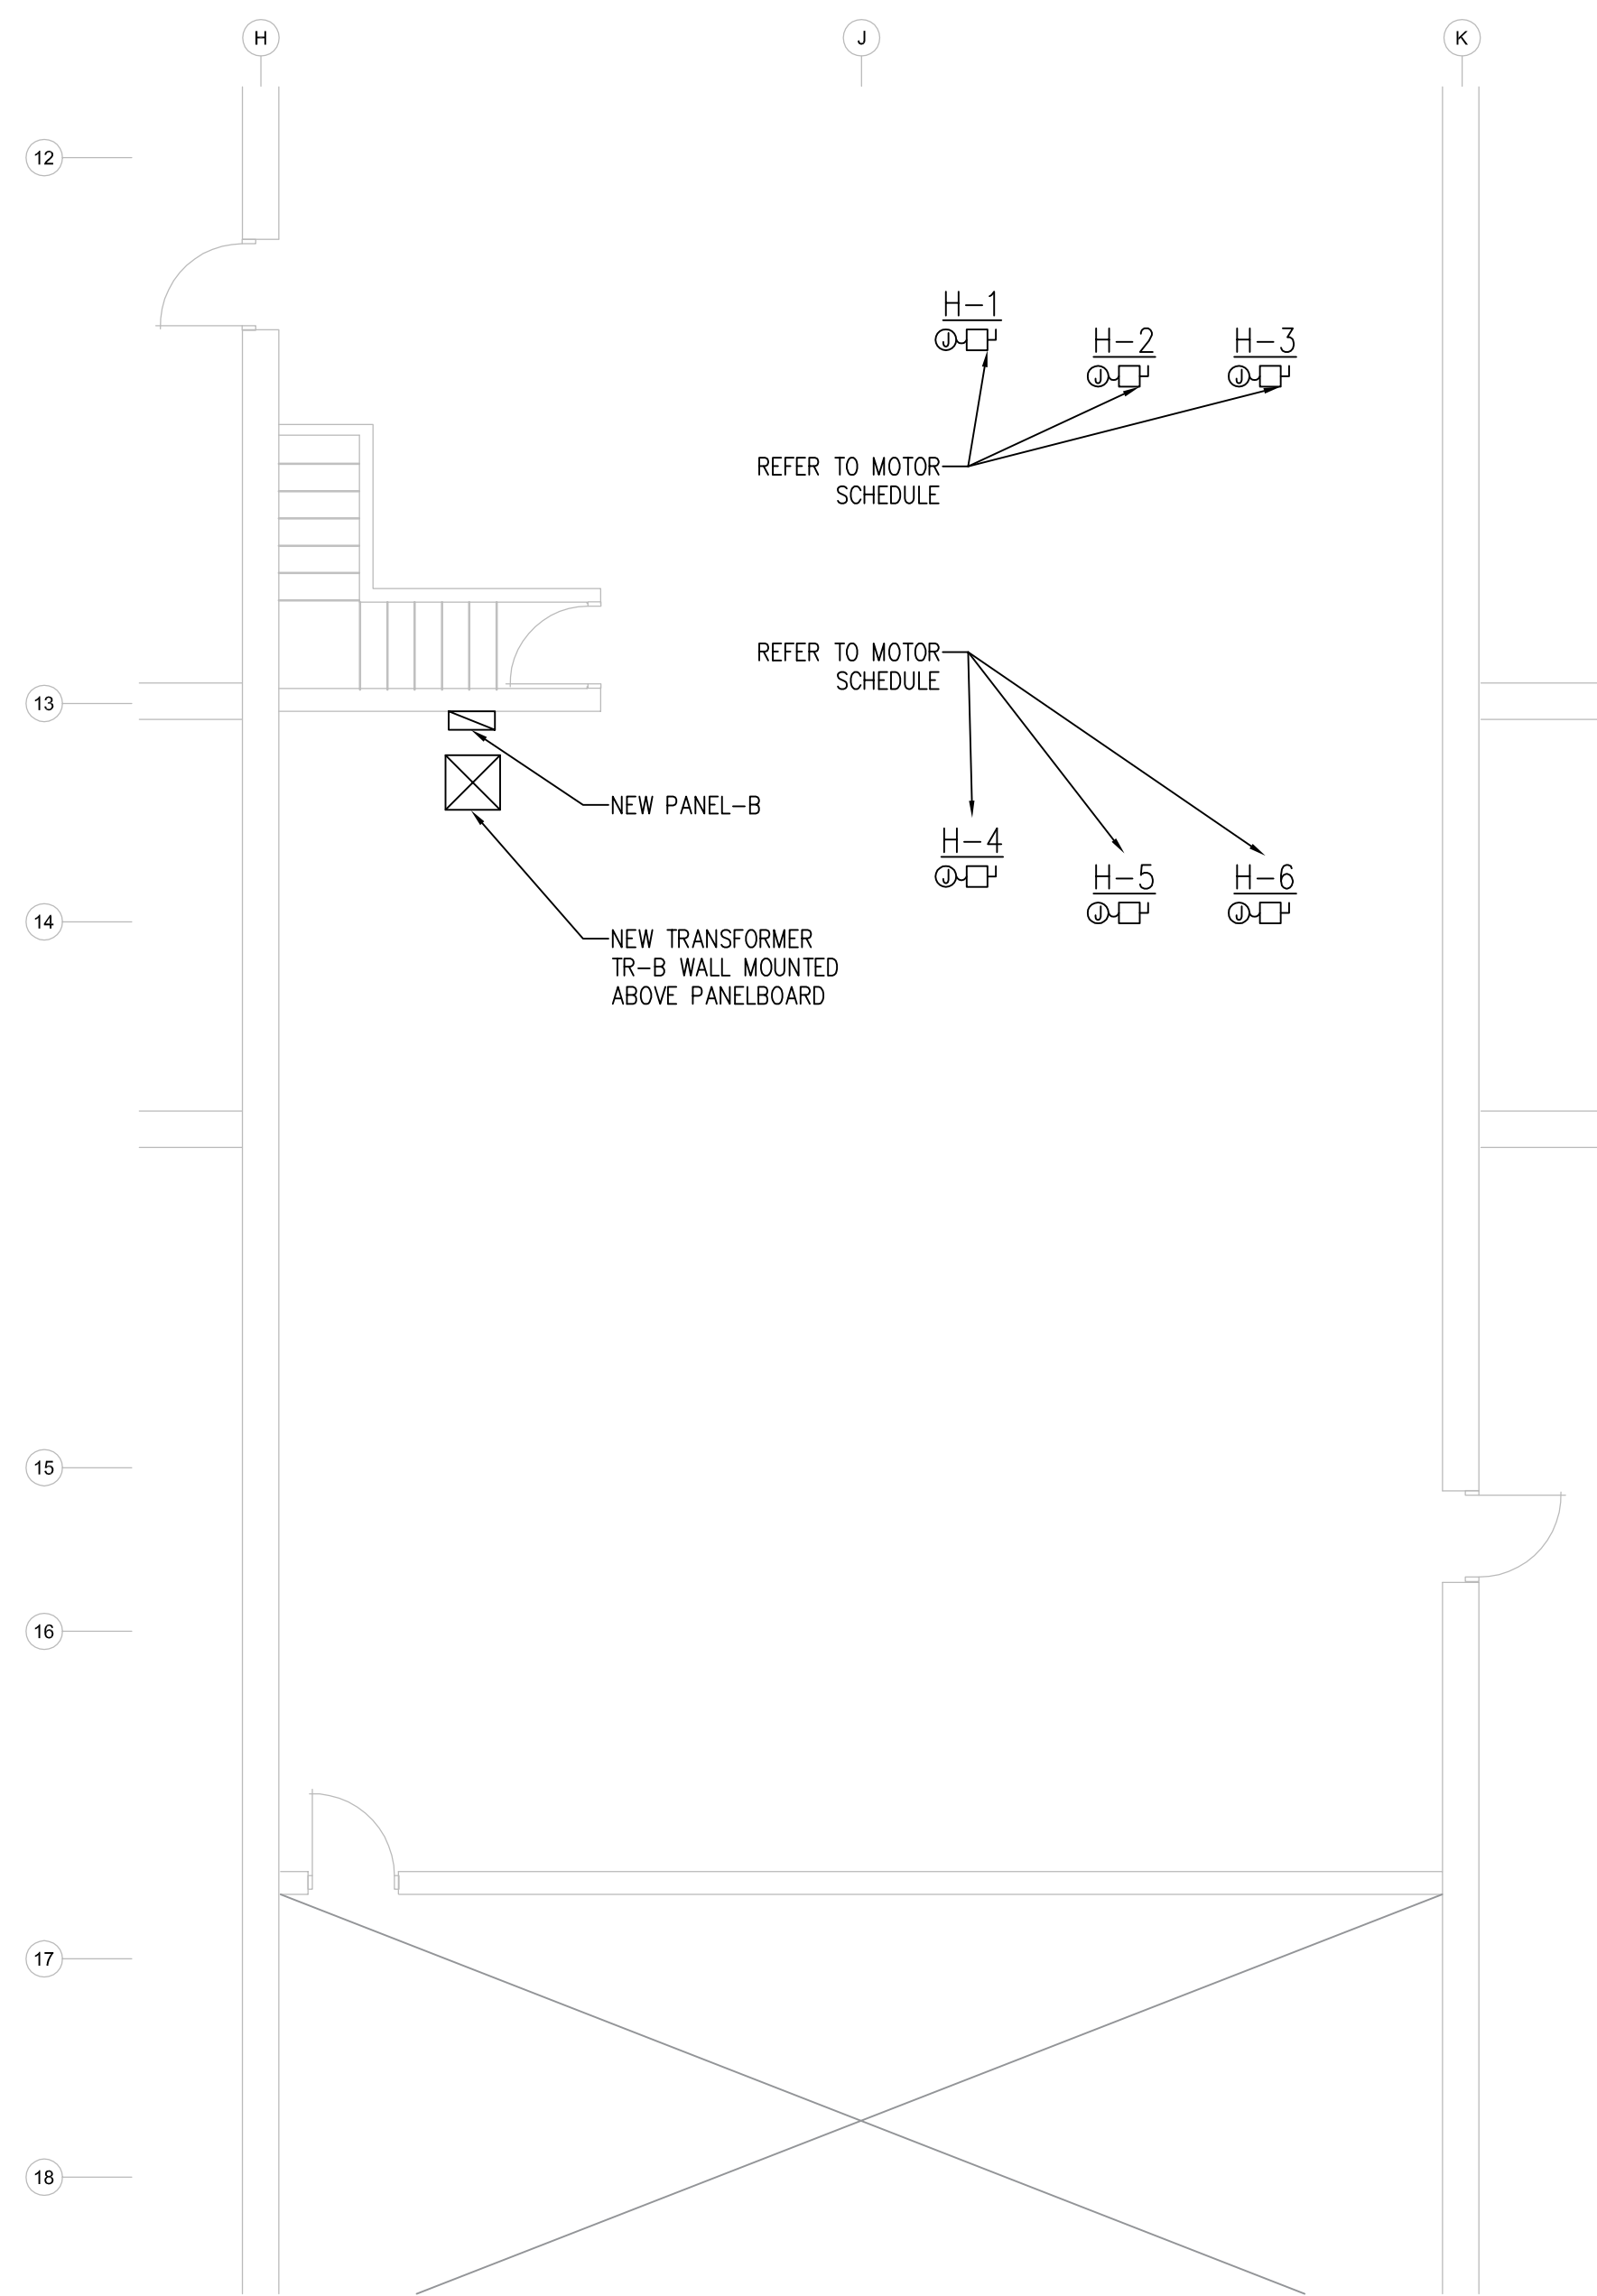 H
J
K
12
H-1
H-2
H-3
J
J
J
REFER TO MOTOR
SCHEDULE
REFER TO MOTOR
SCHEDULE
13
NEW PANEL-B
H-4
H-5
H-6
J
J
J
14
NEW TRANSFORMER
TR-B WALL MOUNTED
ABOVE PANELBOARD
15
16
17
18